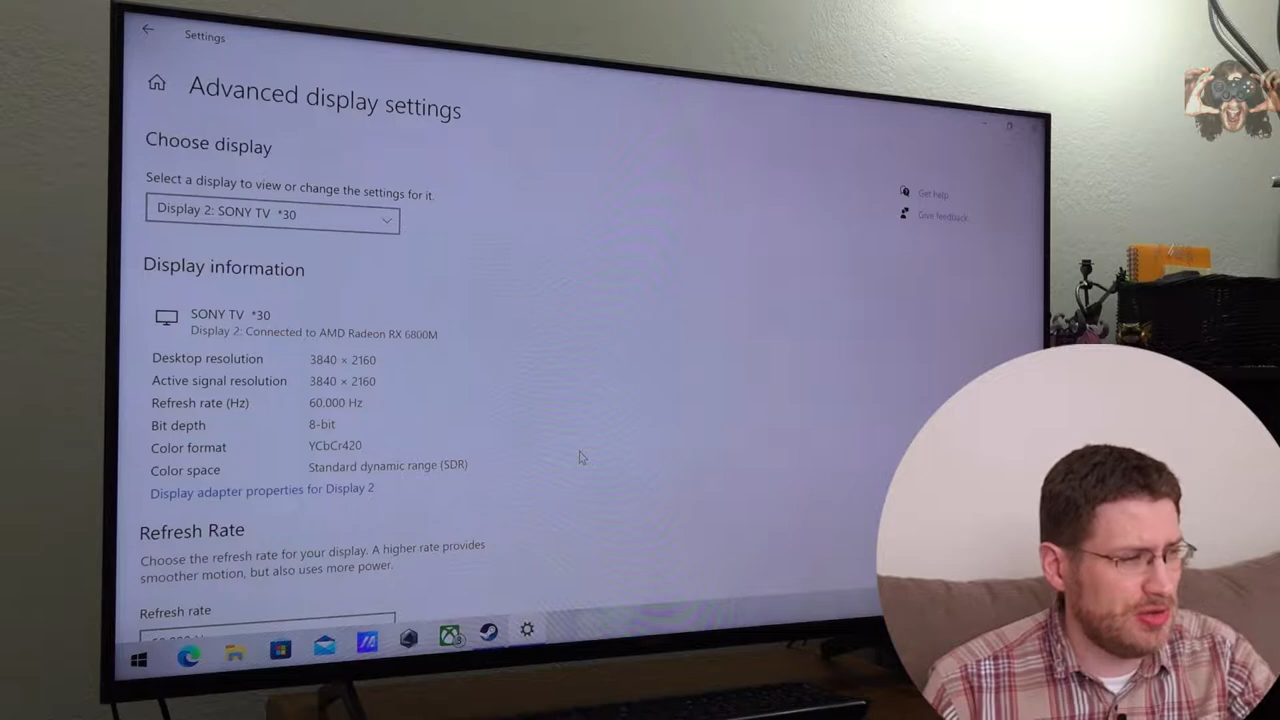 Settings
Advanced display settings
Choose display
Select a display to view or change the settings for it.
Display 2: SONY TV *30
Get help
Give feedback
Display information
SONY TV *30
Display 2: Connected to AMD Radeon RX 6800M
Desktop resolution 3840 × 2160
Active signal resolution 3840 × 2160
Refresh rate (Hz) 60.000 Hz
Bit depth 8-bit
Color format YCbCr420
Color space Standard dynamic range (SDR)
Display adapter properties for Display 2
Refresh Rate
Choose the refresh rate for your display. A higher rate provides
smoother motion, but also uses more power.
Refresh rate